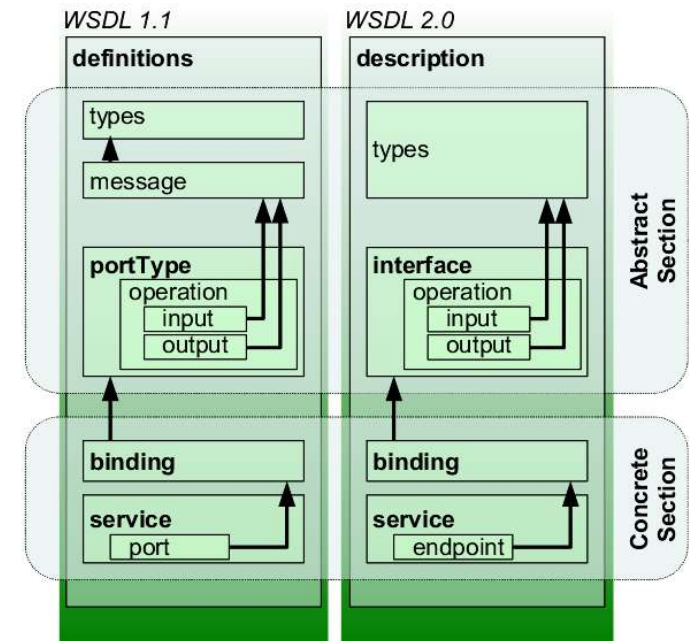 WSDL 1.1
definitions
types
message
portType
operation
input
output
binding
service
port
WSDL 2.0
description
types
interface
operation
input
output
binding
service
endpoint
Abstract
Section
Concrete
Section